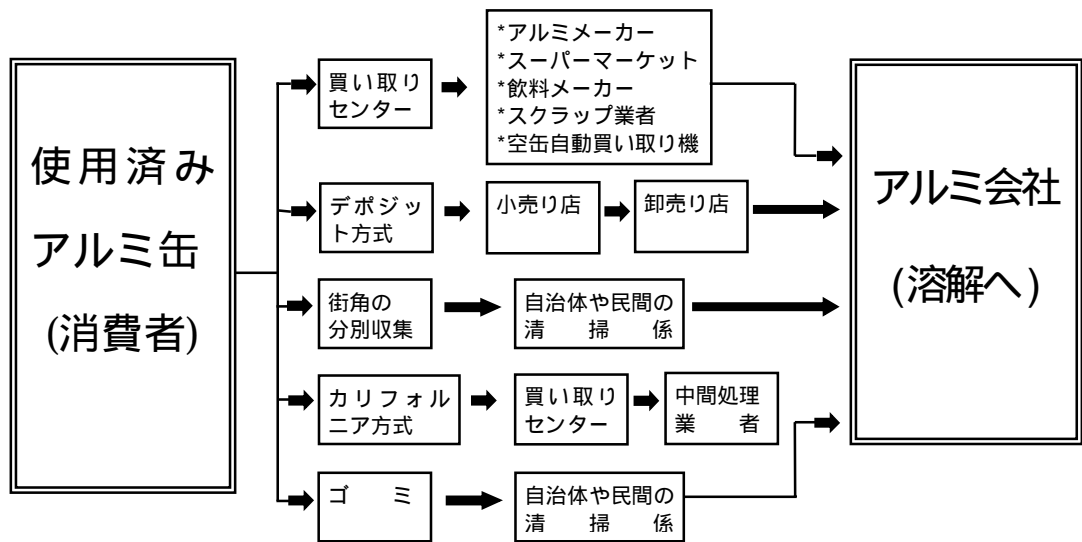 使用済み
アルミ缶
(消費者)
買い取り
センター
*アルミメーカー
*スーパーマーケット
*飲料メーカー
*スクラップ業者
*空缶自動買い取り機
デポジッ
ト方式
小売り店
卸売り店
街角の
分別収集
自治体や民間の
清掃係
カリフォル
ニア方式
買い取り
センター
中間処理
業者
ゴミ
自治体や民間の
清掃係
アルミ会社
(溶解へ)